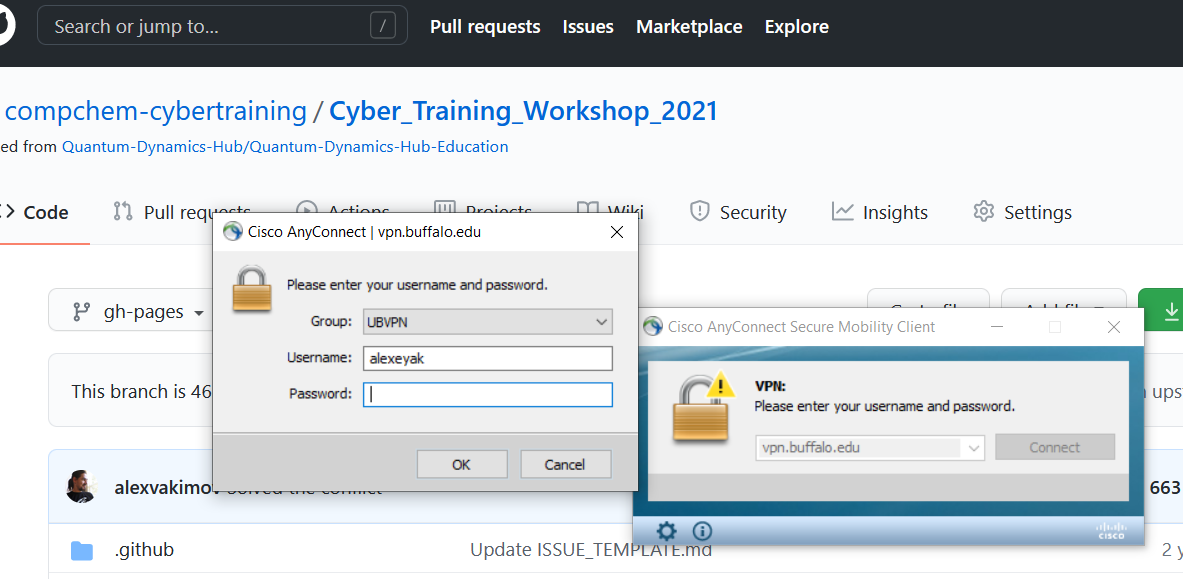 Search or jump to... /
Pull requests Issues Marketplace Explore
compchem-cybertraining / Cyber_Training_Workshop_2021
ed from Quantum-Dynamics-Hub/Quantum-Dynamics-Hub-Education
Code Pull requests Actions Projects Wiki Security Insights Settings
Cisco AnyConnect | vpn.buffalo.edu
Please enter your username and password.
Group: UBVPN
Username: alexeyak
Password:
OK Cancel
gh-pages
This branch is 46
Cisco AnyConnect Secure Mobility Client
VPN:
Please enter your username and password.
vpn.buffalo.edu Connect
cisco
ups
alexvakimov Solved the conflict
663
.github Update ISSUE_TEMPLATE.md 2 y